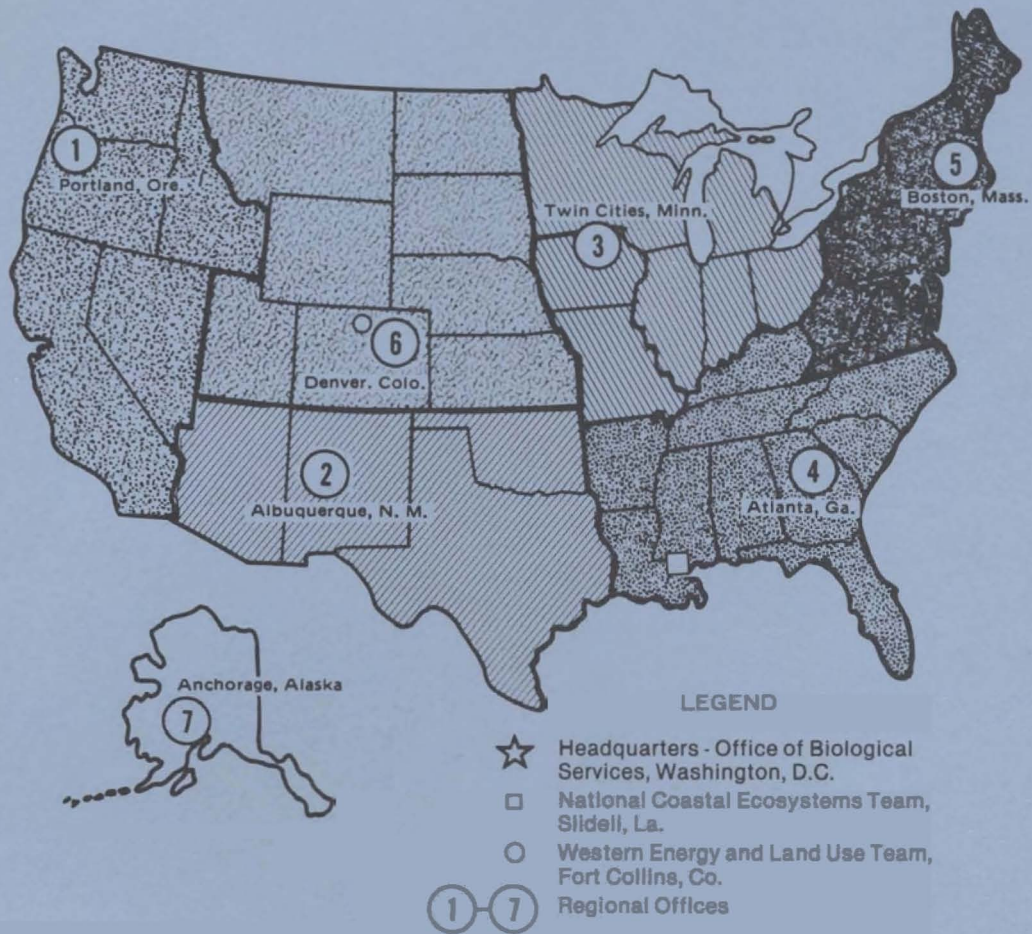 1
Portland, Ore.
5
Boston, Mass.
Twin Cities, Minn.
3
6
Denver. Colo.
2
Albuquerque, N. M.
4
Atlanta, Ga.
Anchorage, Alaska
7
LEGEND
Headquarters - Office of Biological
Services, Washington, D.C.
National Coastal Ecosystems Team,
Slidell, La.
Western Energy and Land Use Team,
Fort Collins, Co.
1-7 Regional Offices